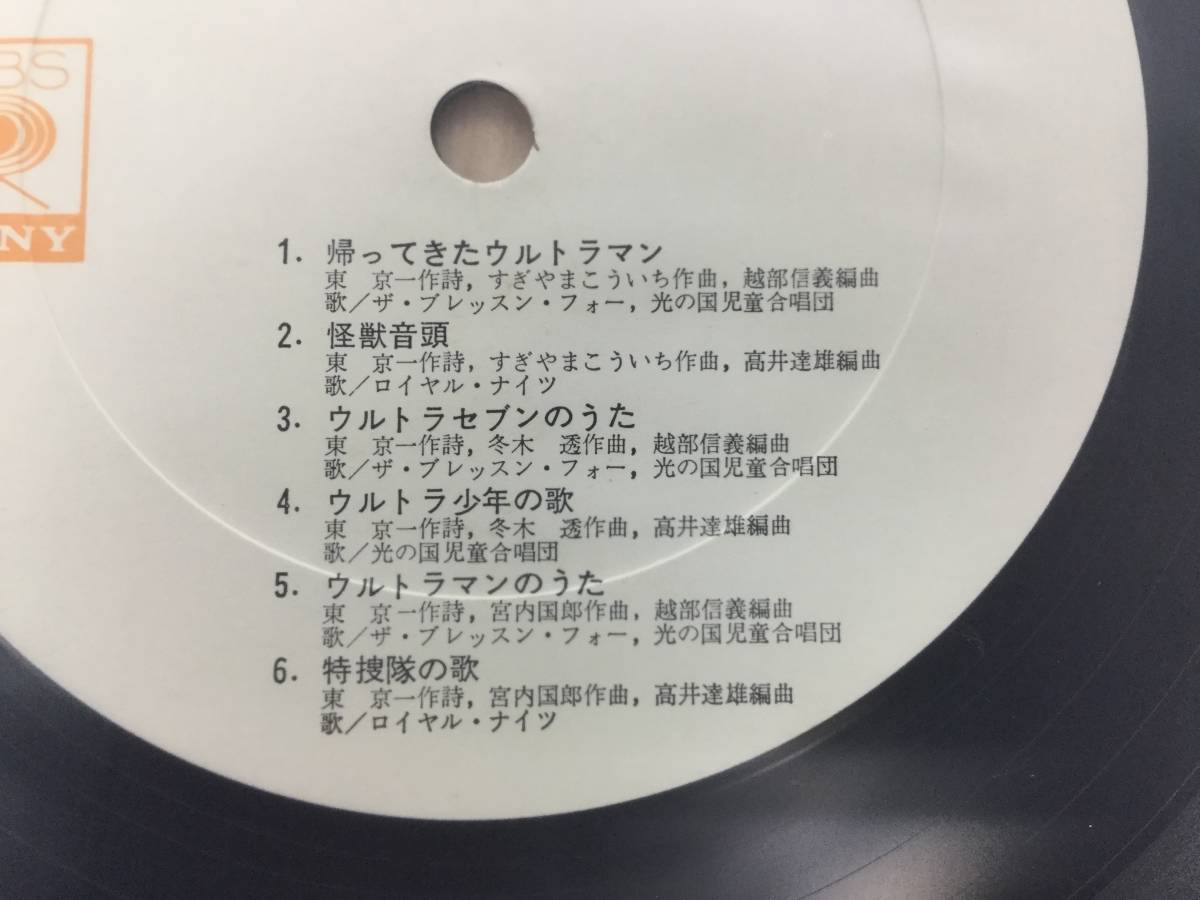 BS
NY
1. 帰ってきたウルトラマン
東　京一作詩，すぎやまこういち作曲，越部信義編曲
歌／ザ・ブレッスン・フォー，光の国児童合唱団
2. 怪獣音頭
東　京一作詩，すぎやまこういち作曲，高井達雄編曲
歌／ロイヤル・ナイツ
3. ウルトラセブンのうた
東　京一作詩，冬木　透作曲，越部信義編曲
歌／ザ・ブレッスン・フォー，光の国児童合唱団
4. ウルトラ少年の歌
東　京一作詩，冬木　透作曲，高井達雄編曲
歌／光の国児童合唱団
5. ウルトラマンのうた
東　京一作詩，宮内国郎作曲，越部信義編曲
歌／ザ・ブレッスン・フォー，光の国児童合唱団
6. 特捜隊の歌
東　京一作詩，宮内国郎作曲，高井達雄編曲
歌／ロイヤル・ナイツ